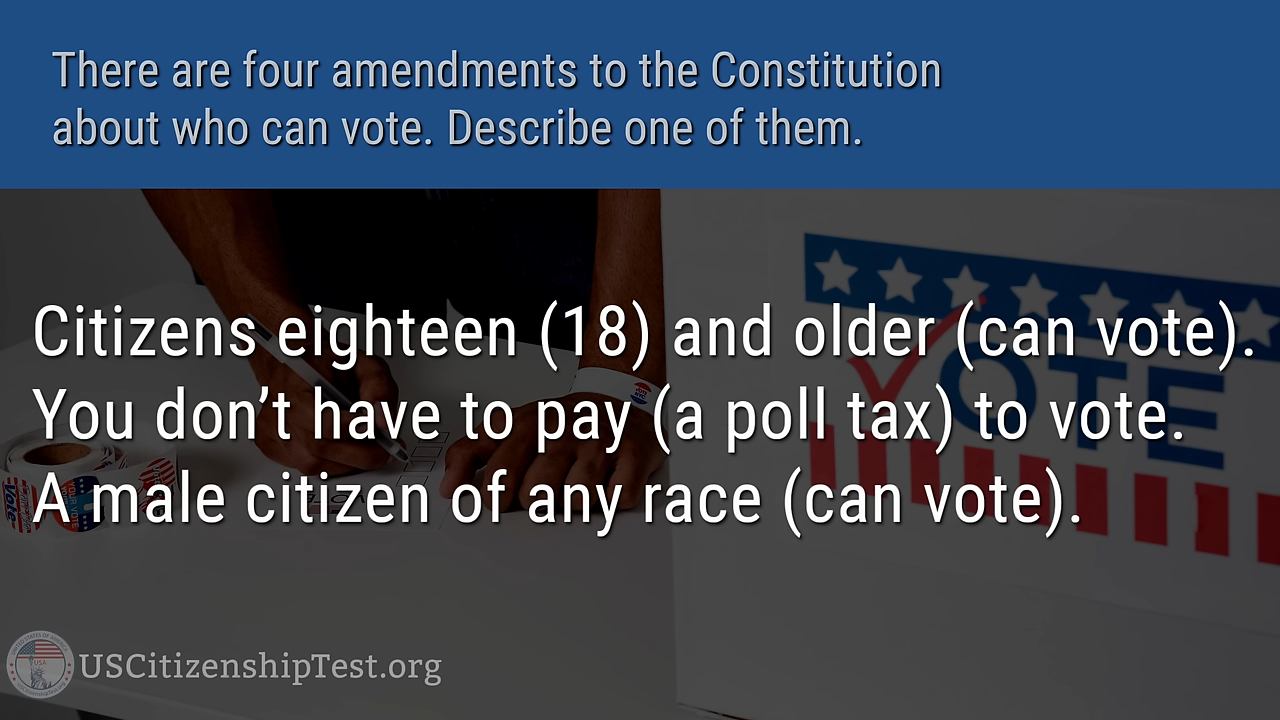 There are four amendments to the Constitution
about who can vote. Describe one of them.
Citizens eighteen (18) and older (can vote).
You don’t have to pay (a poll tax) to vote.
A male citizen of any race (can vote).
VOTE
USCitizenshipTest.org